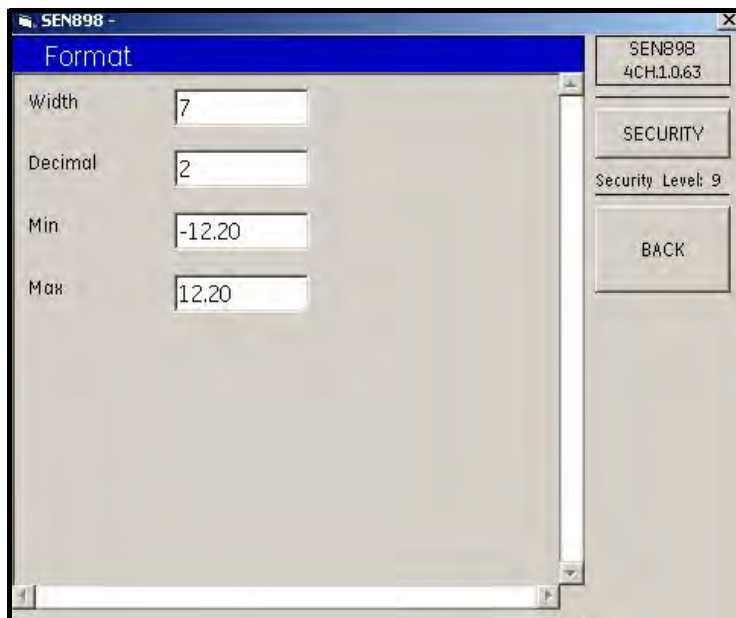 SEN898 -
Format
Width 7
Decimal 2
Min -12.20
Max 12.20
SEN898
4CH.1.0.63
SECURITY
Security Level: 9
BACK